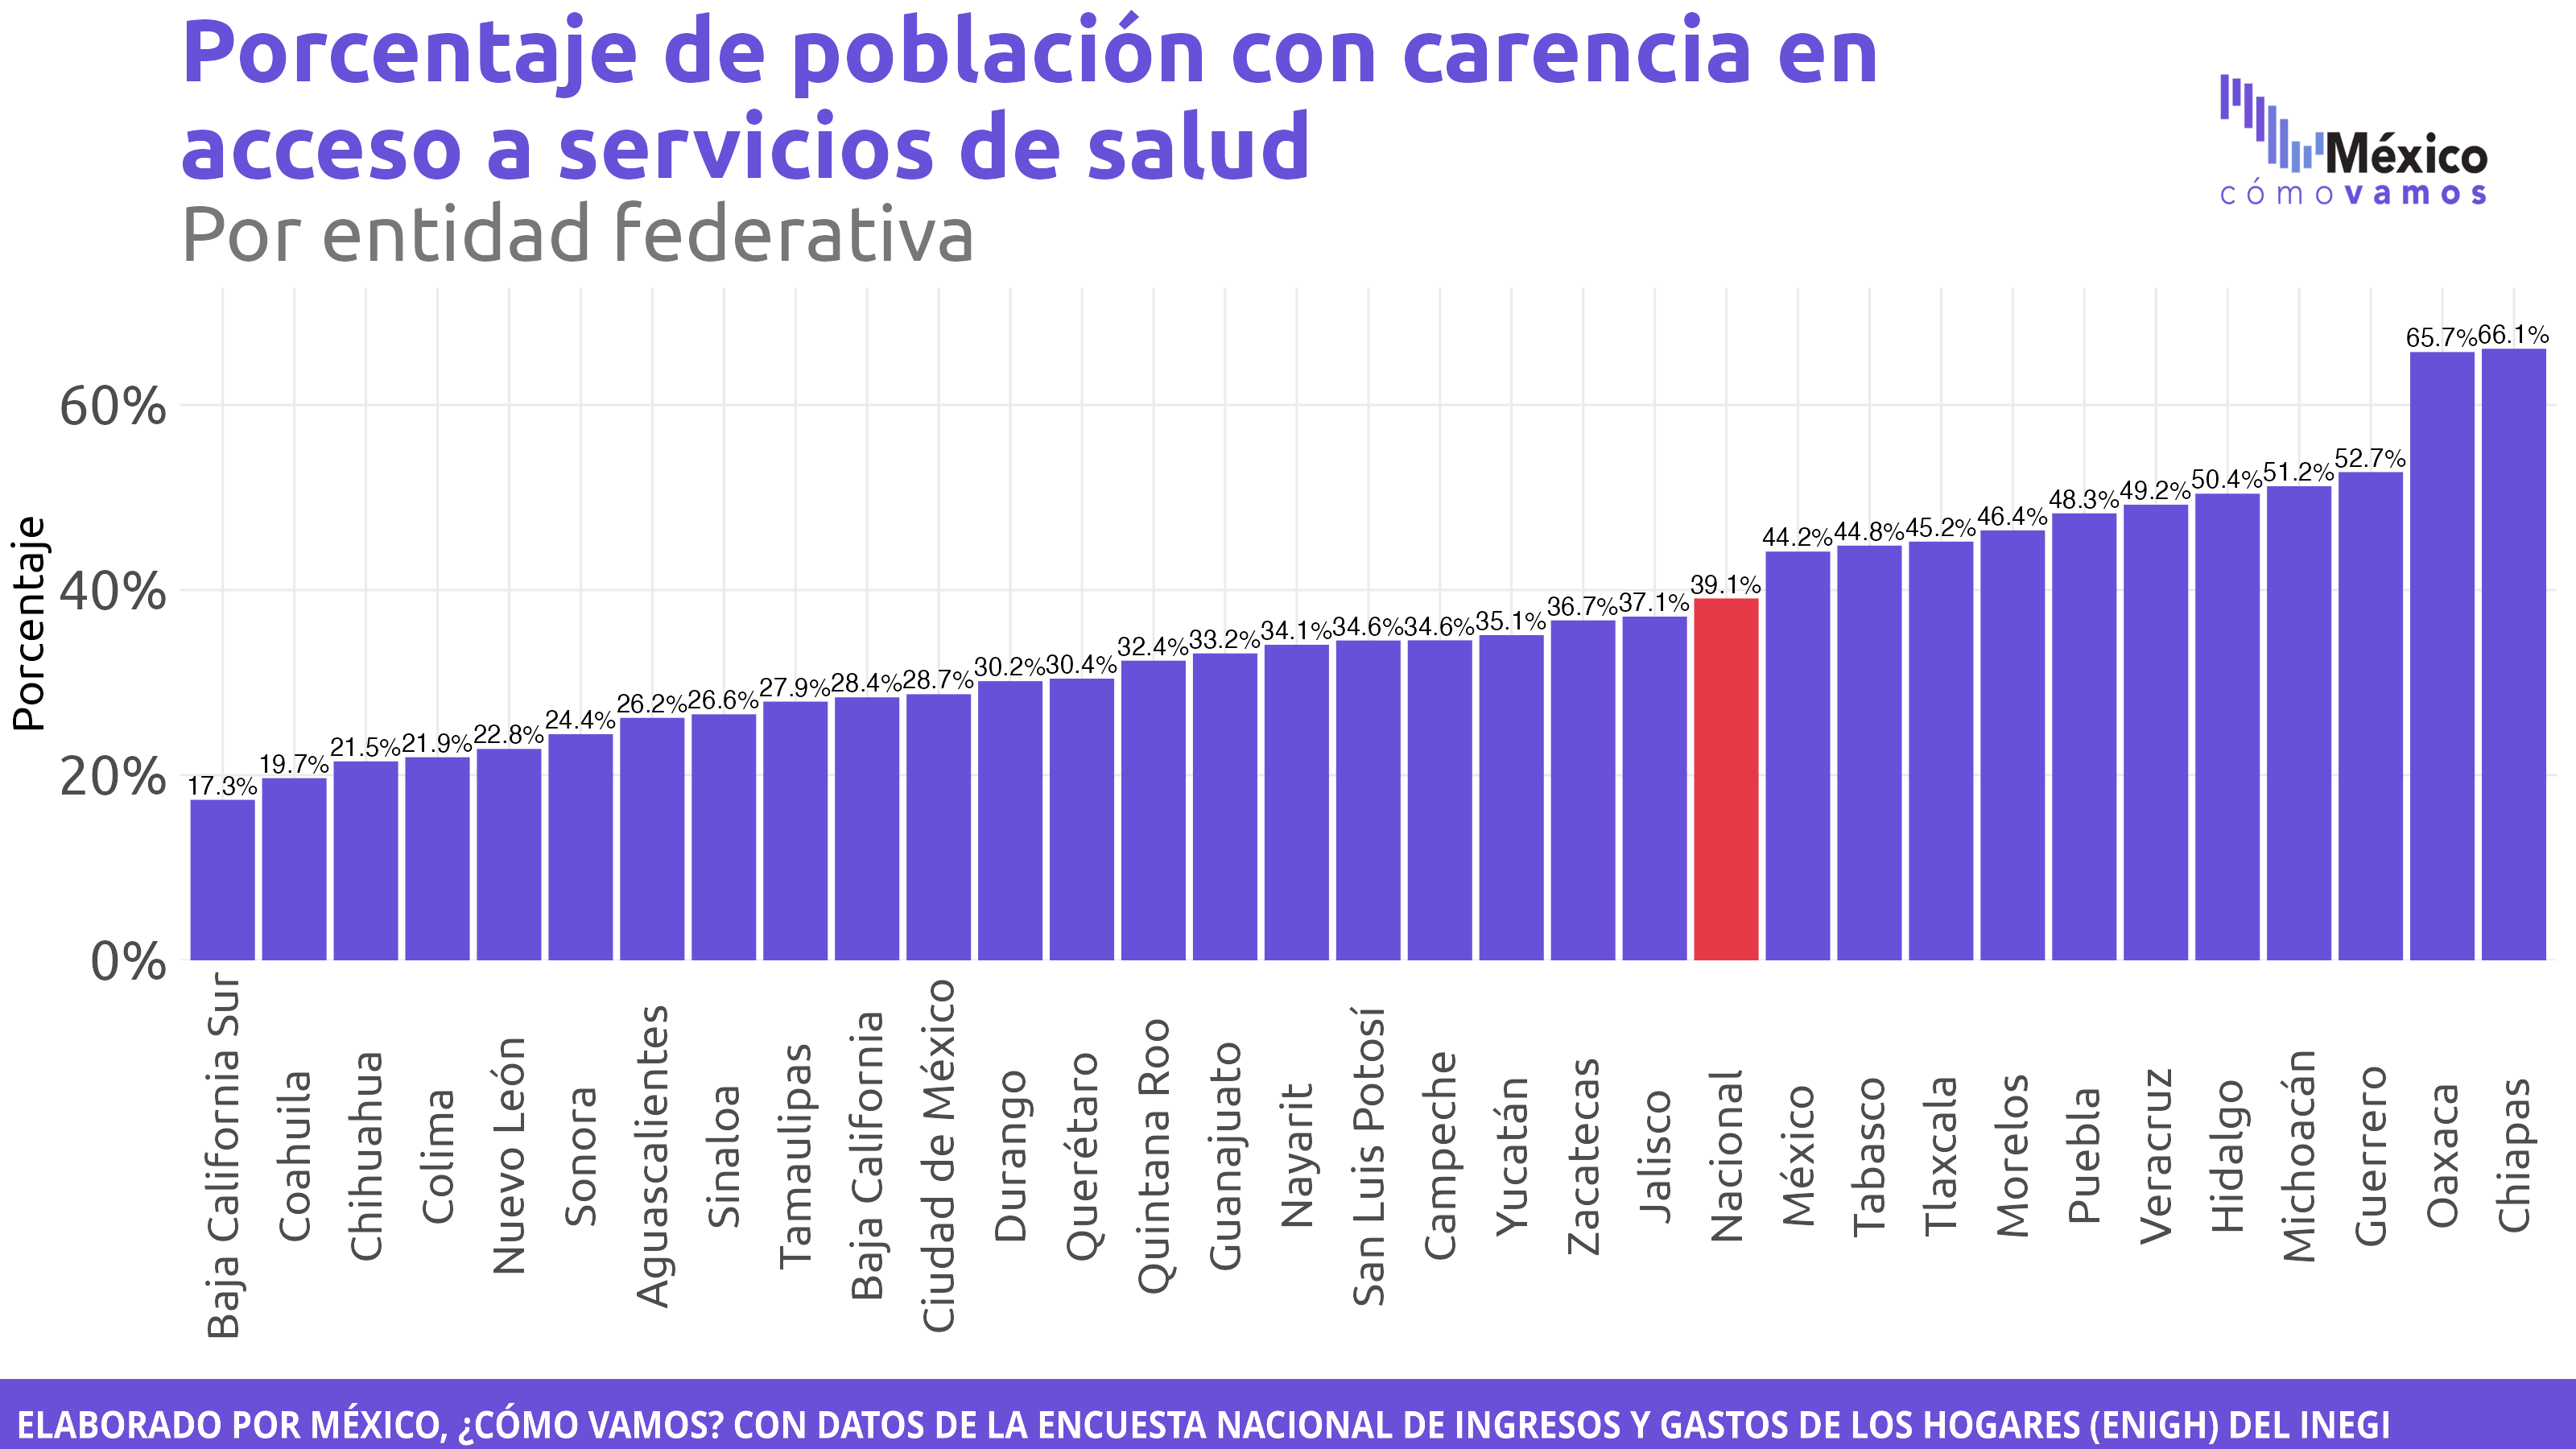 Porcentaje de población con carencia en
acceso a servicios de salud
Por entidad federativa
México
cómovamos
Porcentaje
60%
40%
20%
0%
17.3%
19.7%
21.5%
21.9%
22.8%
24.4%
26.2%
26.6%
27.9%
28.4%
28.7%
30.2%
30.4%
32.4%
33.2%
34.1%
34.6%
34.6%
35.1%
36.7%
37.1%
39.1%
44.2%
44.8%
45.2%
46.4%
48.3%
49.2%
50.4%
51.2%
52.7%
65.7%
66.1%
Baja California Sur
Coahuila
Chihuahua
Colima
Nuevo León
Sonora
Aguascalientes
Sinaloa
Tamaulipas
Baja California
Ciudad de México
Durango
Querétaro
Quintana Roo
Guanajuato
Nayarit
San Luis Potosí
Campeche
Yucatán
Zacatecas
Jalisco
Nacional
México
Tabasco
Tlaxcala
Morelos
Puebla
Veracruz
Hidalgo
Michoacán
Guerrero
Oaxaca
Chiapas
ELABORADO POR MÉXICO, ¿CÓMO VAMOS? CON DATOS DE LA ENCUESTA NACIONAL DE INGRESOS Y GASTOS DE LOS HOGARES (ENIGH) DEL INEGI